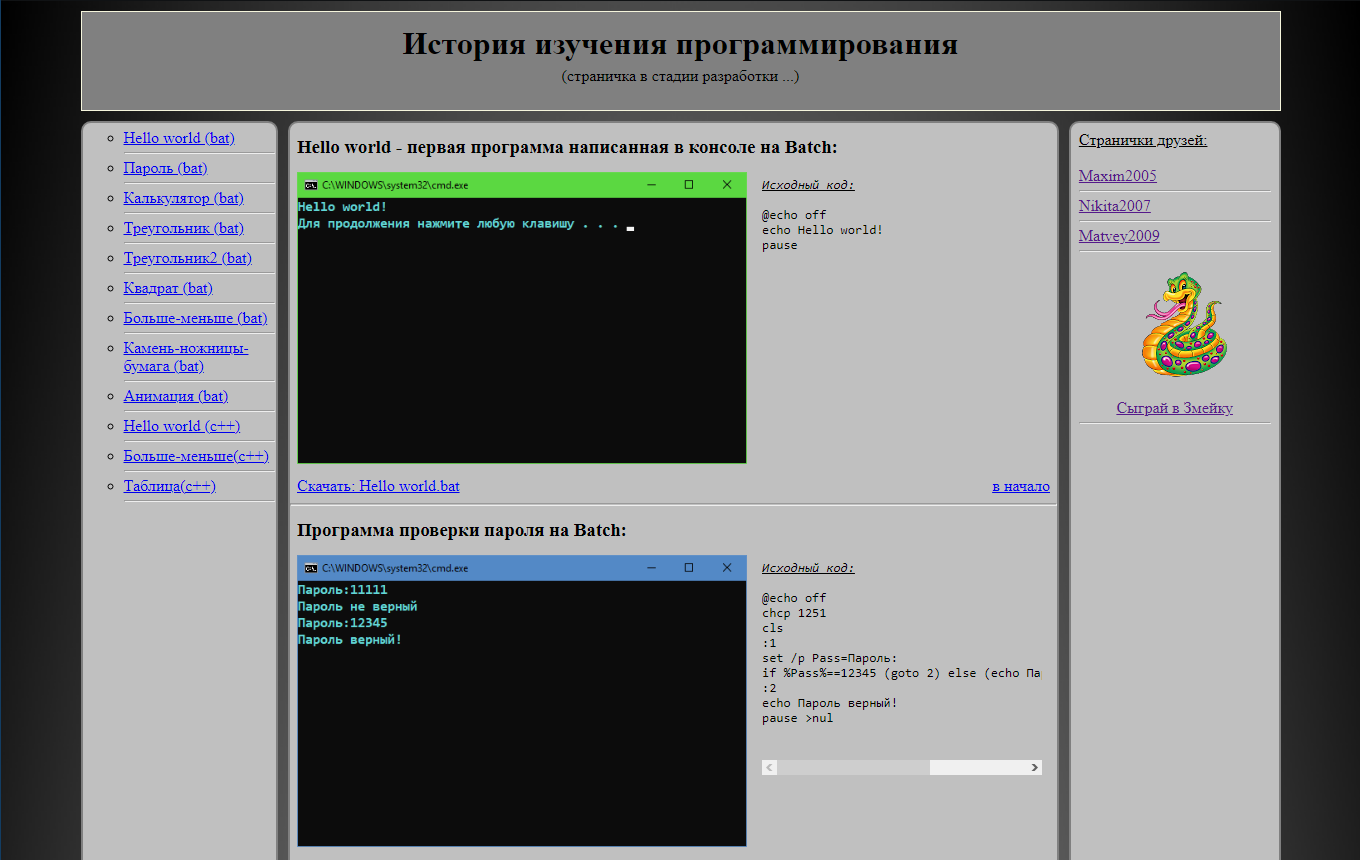 История изучения программирования
(страничка в стадии разработки ...)
Hello world (bat)
Пароль (bat)
Калькулятор (bat)
Треугольник (bat)
Треугольник2 (bat)
Квадрат (bat)
Больше-меньше (bat)
Камень-ножницы-
бумага (bat)
Анимация (bat)
Hello world (c++)
Больше-меньше(c++)
Таблица(c++)
Hello world - первая программа написанная в консоле на Batch:
C:\WINDOWS\system32\cmd.exe
Hello world!
Для продолжения нажмите любую клавишу . . .
Исходный код:
@echo off
echo Hello world!
pause
Скачать: Hello world.bat
в начало
Программа проверки пароля на Batch:
C:\WINDOWS\system32\cmd.exe
Пароль:11111
Пароль не верный
Пароль:12345
Пароль верный!
Исходный код:
@echo off
chcp 1251
cls
:1
set /p Pass=Пароль:
if %Pass%==12345 (goto 2) else (echo Па
:2
echo Пароль верный!
pause >nul
Странички друзей:
Maxim2005
Nikita2007
Matvey2009
Сыграй в Змейку